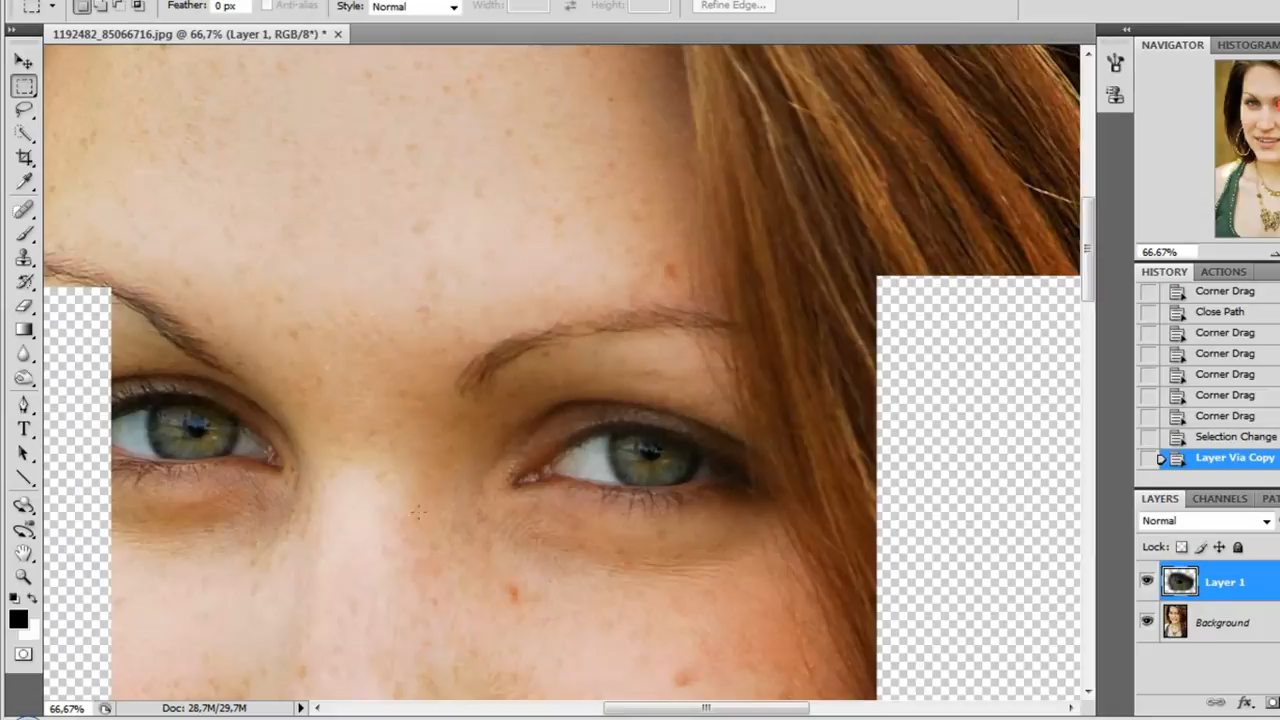 Feather: 0 px Anti-alias Style: Normal Width: Height: Refine Edge...
1192482_85066716.jpg @ 66,7% (Layer 1, RGB/8*) * ×
NAVIGATOR HISTOGRAM
66.67%
HISTORY ACTIONS
Corner Drag
Close Path
Corner Drag
Corner Drag
Corner Drag
Corner Drag
Corner Drag
Selection Change
Layer Via Copy
LAYERS CHANNELS PAT
Normal
Lock:
Layer 1
Background
66,67% Doc: 28,7M/29,7M